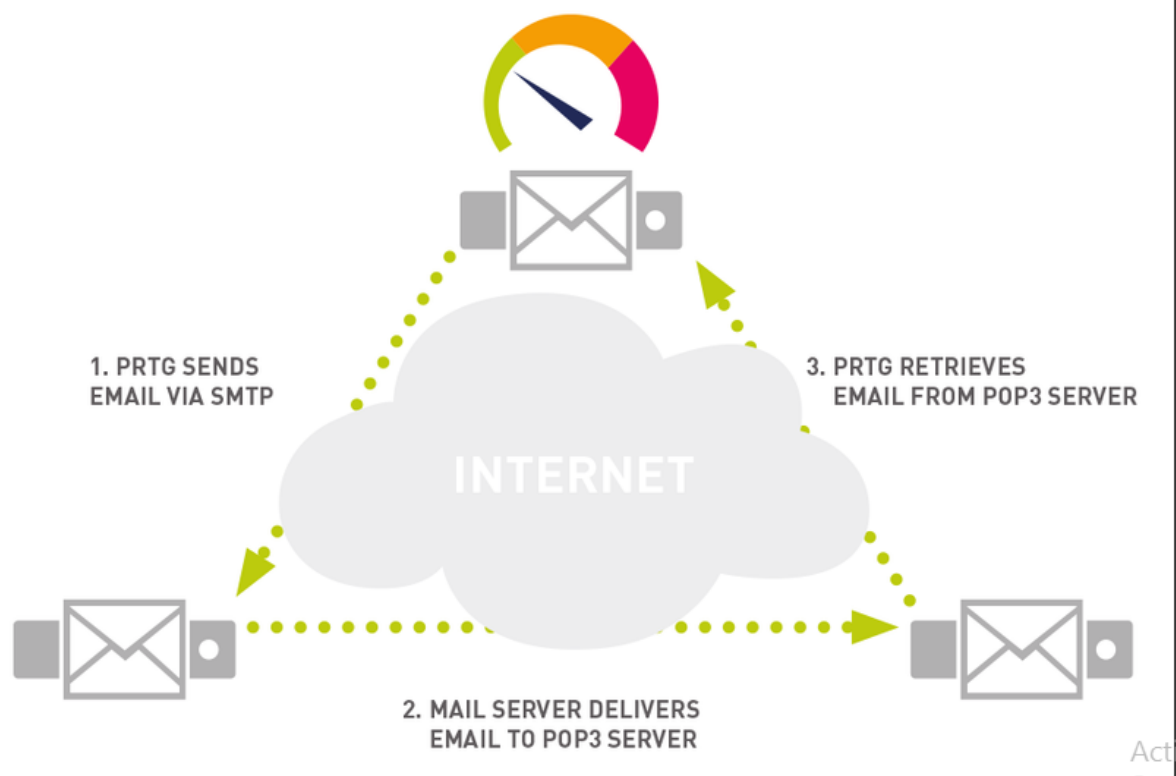 1. PRTG SENDS
EMAIL VIA SMTP
3. PRTG RETRIEVES
EMAIL FROM POP3 SERVER
INTERNET
2. MAIL SERVER DELIVERS
EMAIL TO POP3 SERVER
Act